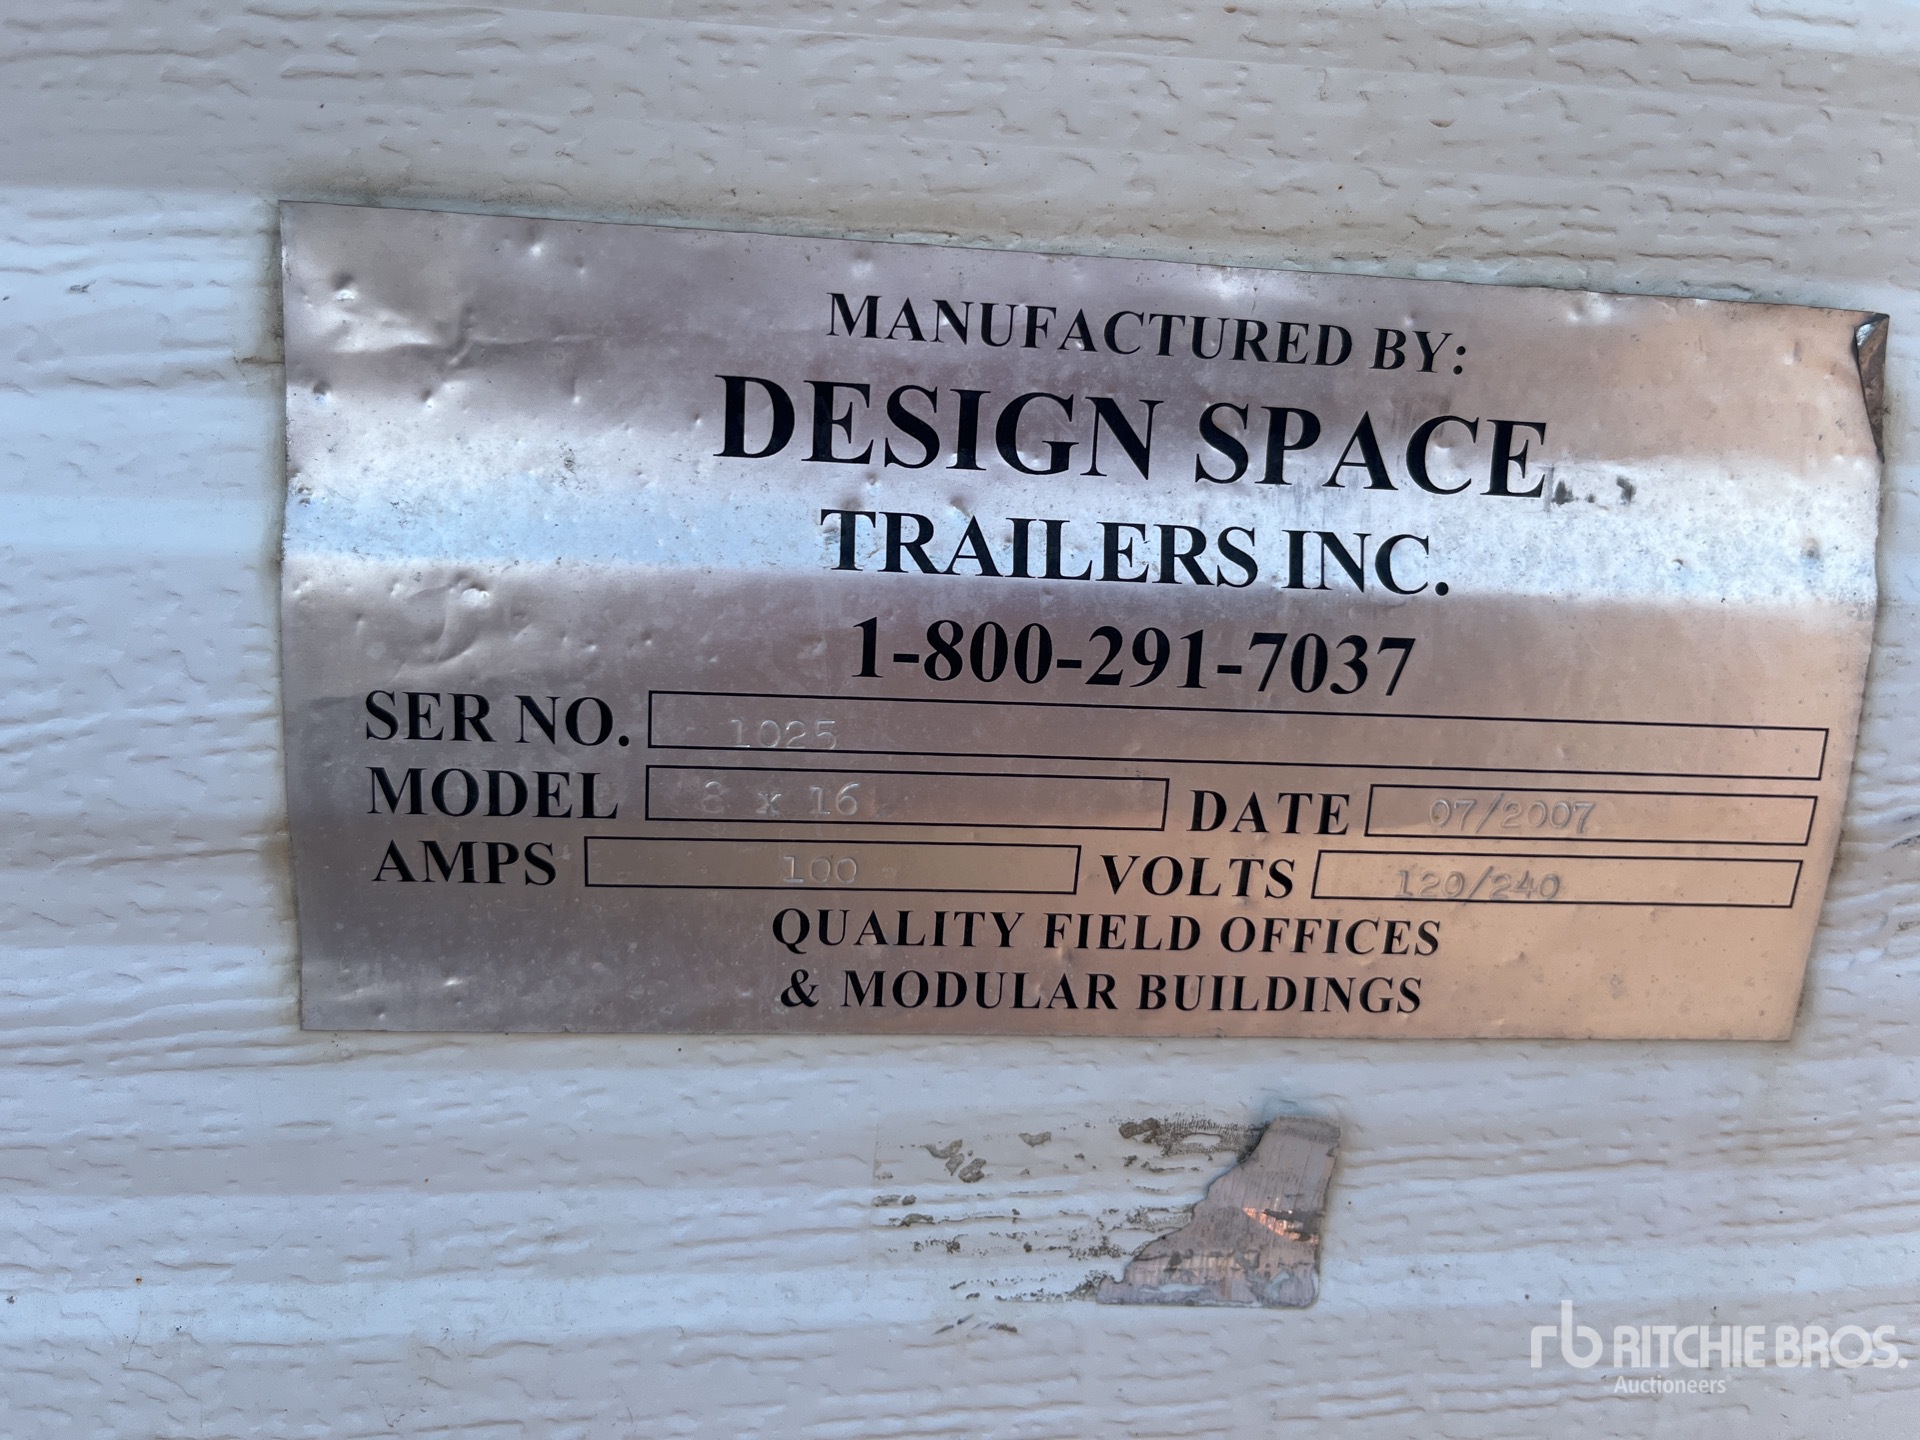 MANUFACTURED BY:
DESIGN SPACE
TRAILERS INC.
1-800-291-7037
SER NO. 1025
MODEL 8 x 16 DATE 07/2007
AMPS 100 VOLTS 120/240
QUALITY FIELD OFFICES
& MODULAR BUILDINGS
rb RITCHIE BROS.
Auctioneers